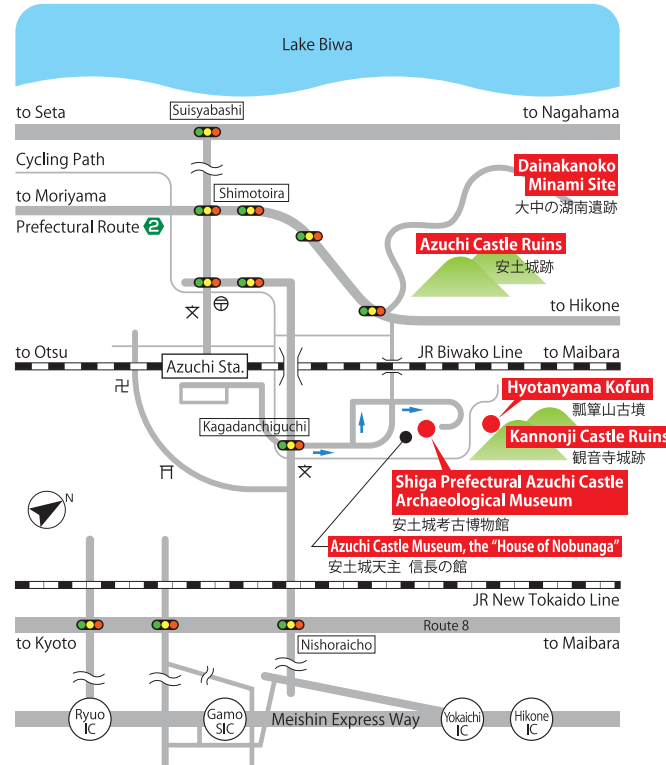 Lake Biwa
to Seta
Suisyabashi
to Nagahama
Cycling Path
Dainakanoko
Minami Site
大中の湖南遺跡
to Moriyama
Shimotoira
Prefectural Route 2
Azuchi Castle Ruins
安土城跡
to Hikone
文
to Otsu
Azuchi Sta.
JR Biwako Line
to Maibara
卍
Hyotanyama Kofun
瓢箪山古墳
Kagadanchiguchi
Kannonji Castle Ruins
観音寺城跡
文
Shiga Prefectural Azuchi Castle
Archaeological Museum
安土城考古博物館
N
Azuchi Castle Museum, the “House of Nobunaga”
安土城天主 信長の館
JR New Tokaido Line
Route 8
to Kyoto
Nishoraicho
to Maibara
Ryuo
IC
Gamo
SIC
Meishin Express Way
Yokaichi
IC
Hikone
IC